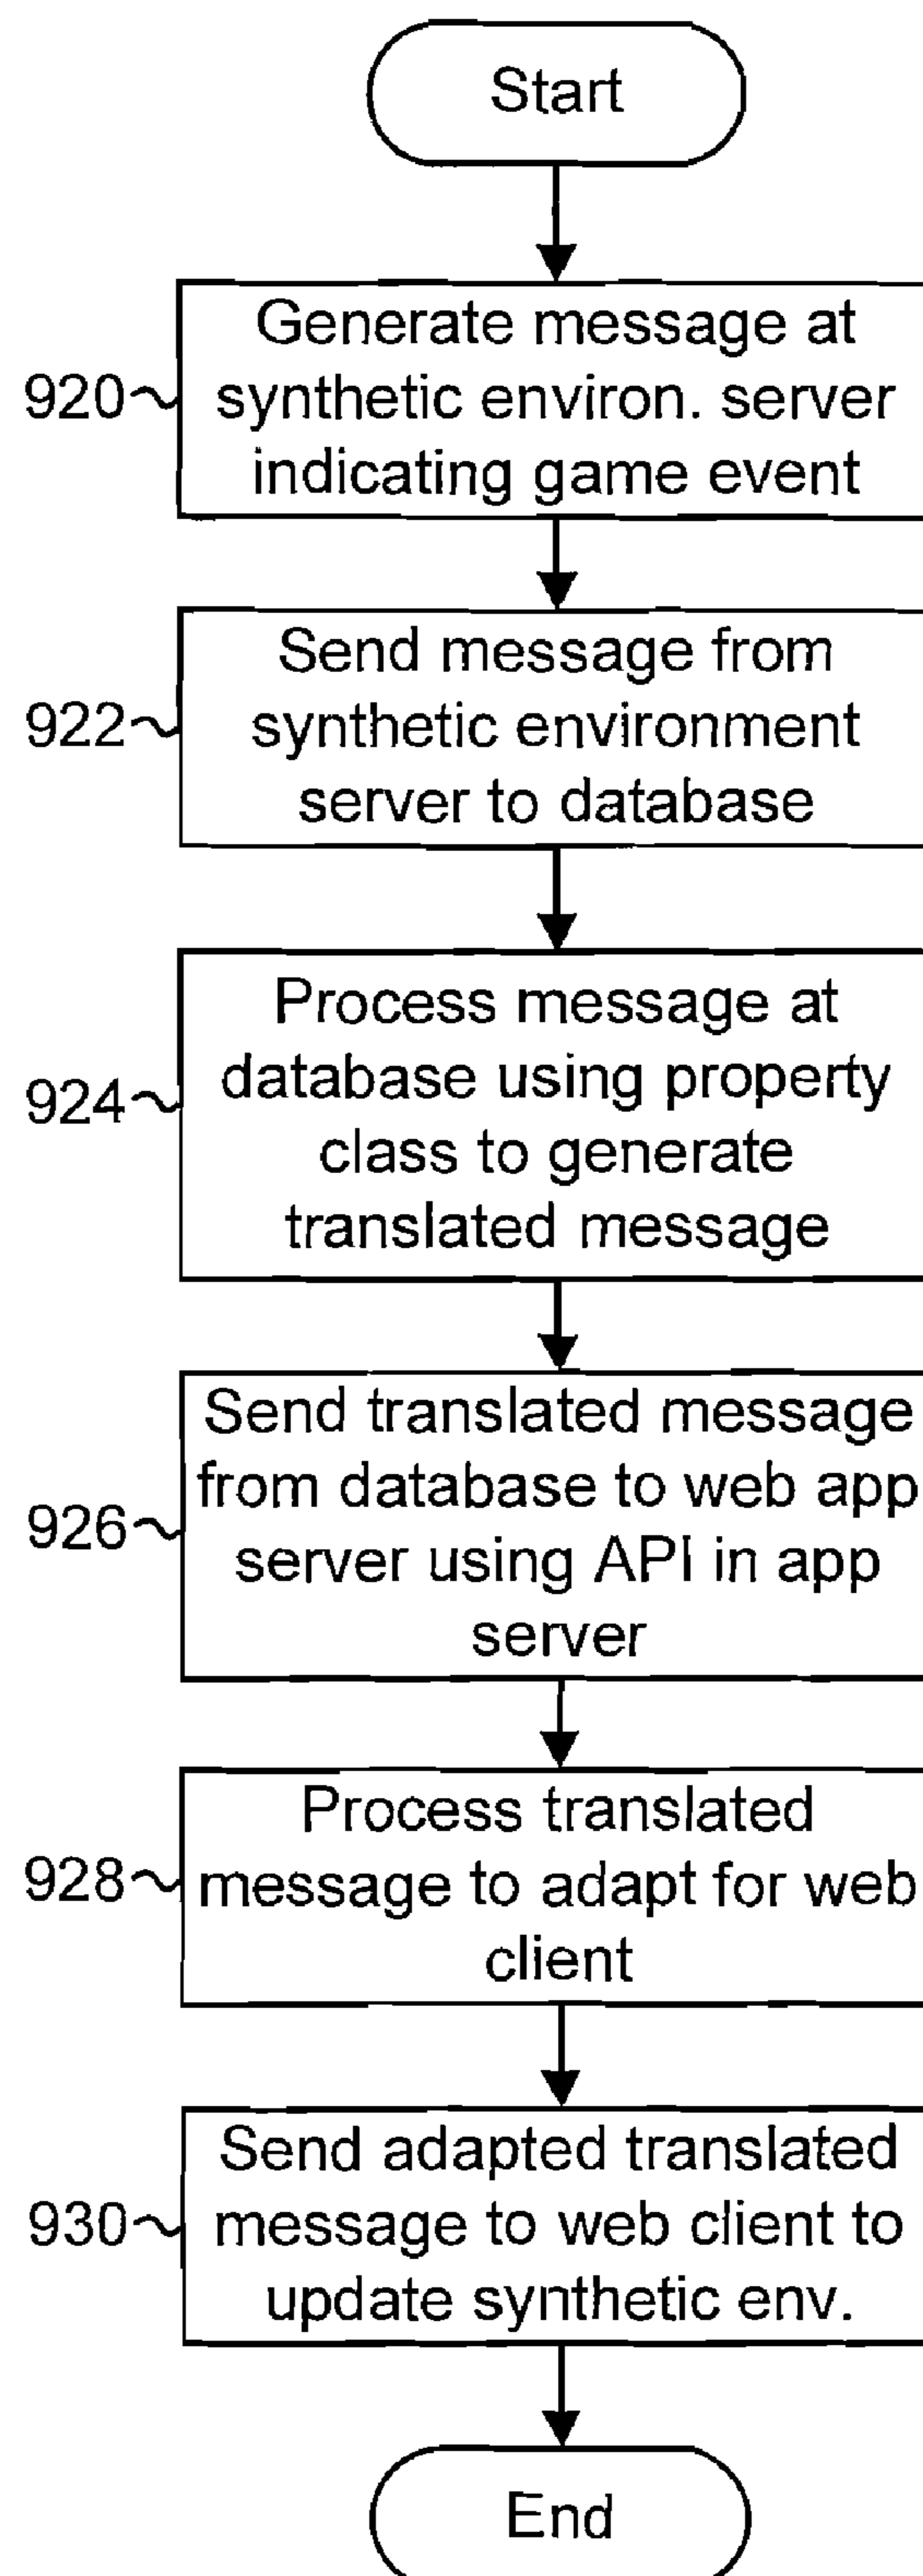 Start
Generate message at
920 synthetic environ. server
indicating game event
Send message from
922 synthetic environment
server to database
Process message at
database using property
924 class to generate
translated message
Send translated message
from database to web app
926 server using API in app
server
Process translated
928 message to adapt for web
client
Send adapted translated
930 message to web client to
update synthetic env.
End